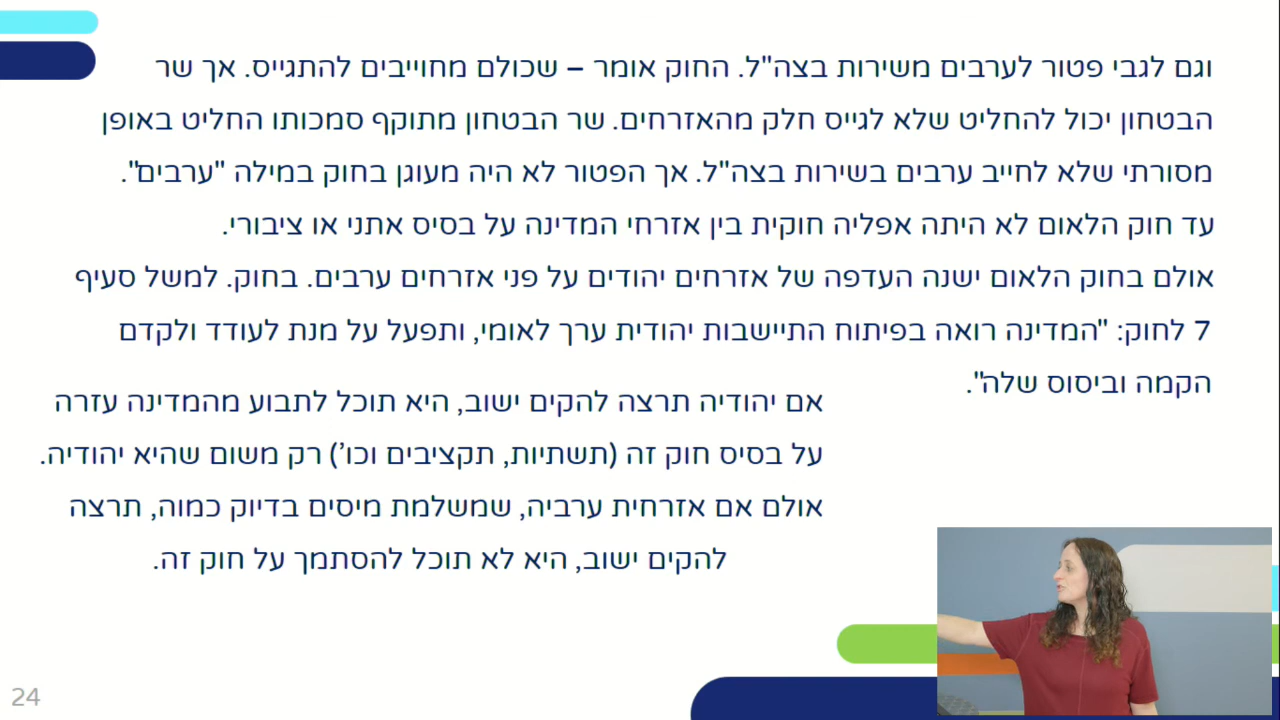 וגם לגבי פטור לערבים משירות בצה"ל. החוק אומר – שכולם מחוייבים להתגייס. אך שר
הבטחון יכול להחליט שלא לגייס חלק מהאזרחים. שר הבטחון מתוקף סמכותו החליט באופן
מסורתי שלא לחייב ערבים בשירות בצה"ל. אך הפטור לא היה מעוגן בחוק במילה "ערבים".
עד חוק הלאום לא היתה אפליה חוקית בין אזרחי המדינה על בסיס אתני או ציבורי.
אולם בחוק הלאום ישנה העדפה של אזרחים יהודים על פני אזרחים ערבים. בחוק. למשל סעיף
7 לחוק: "המדינה רואה בפיתוח התיישבות יהודית ערך לאומי, ותפעל על מנת לעודד ולקדם
הקמה וביסוס שלה".
אם יהודיה תרצה להקים ישוב, היא תוכל לתבוע מהמדינה עזרה
על בסיס חוק זה (תשתיות, תקציבים וכו') רק משום שהיא יהודיה.
אולם אם אזרחית ערביה, שמשלמת מיסים בדיוק כמוה, תרצה
להקים ישוב, היא לא תוכל להסתמך על חוק זה.
24